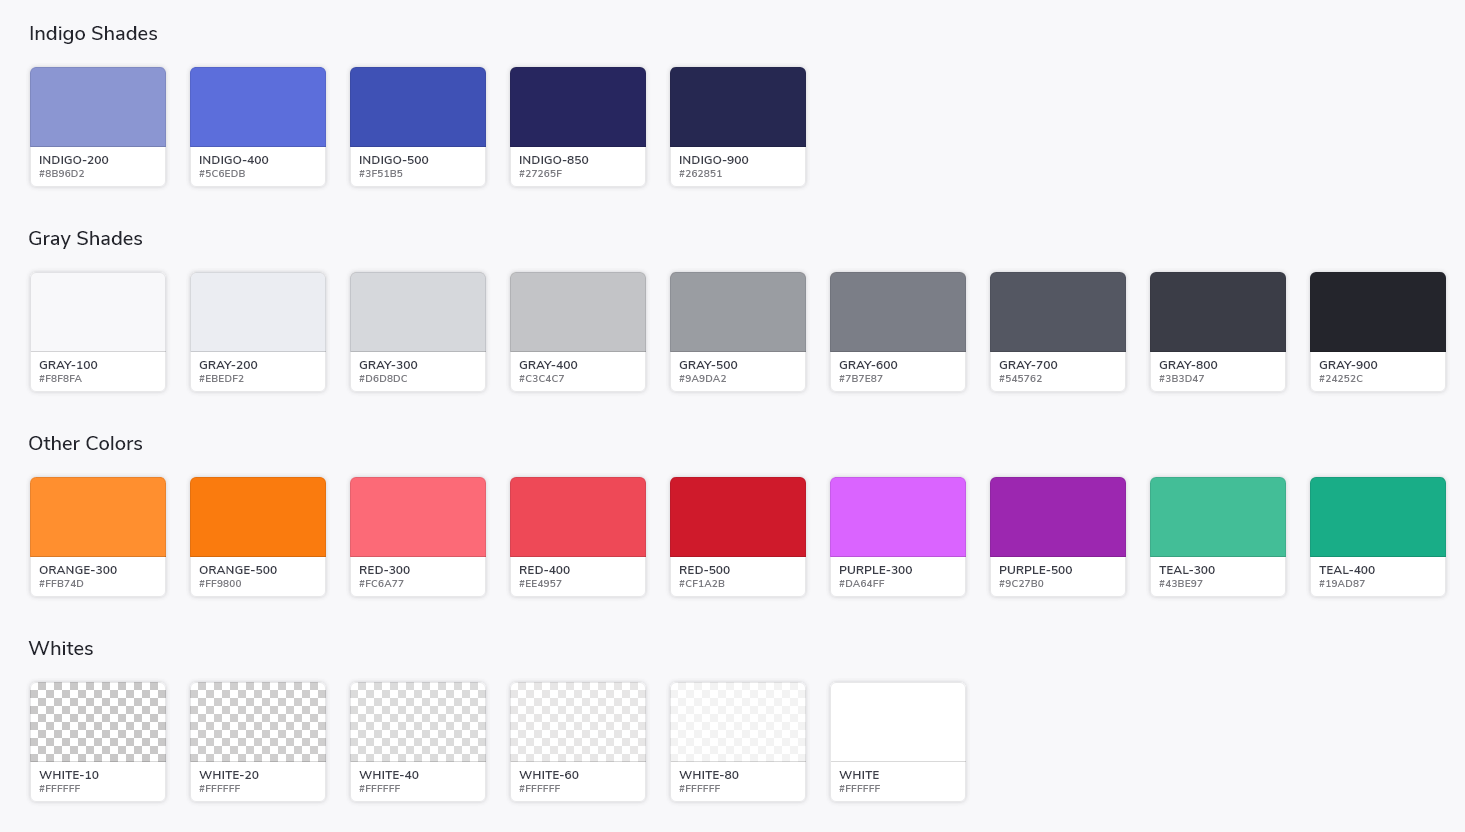 Indigo Shades
INDIGO-200
#8B96D2
INDIGO-400
#5C6EDB
INDIGO-500
#3F51B5
INDIGO-850
#27265F
INDIGO-900
#262851
Gray Shades
GRAY-100
#F8F8FA
GRAY-200
#EBEDF2
GRAY-300
#D6D8DC
GRAY-400
#C3C4C7
GRAY-500
#9A9DA2
GRAY-600
#7B7E87
GRAY-700
#545762
GRAY-800
#3B3D47
GRAY-900
#24252C
Other Colors
ORANGE-300
#FFB74D
ORANGE-500
#FF9800
RED-300
#FC6A77
RED-400
#EE4957
RED-500
#CF1A2B
PURPLE-300
#DA64FF
PURPLE-500
#9C27B0
TEAL-300
#43BE97
TEAL-400
#19AD87
Whites
WHITE-10
#FFFFFF
WHITE-20
#FFFFFF
WHITE-40
#FFFFFF
WHITE-60
#FFFFFF
WHITE-80
#FFFFFF
WHITE
#FFFFFF